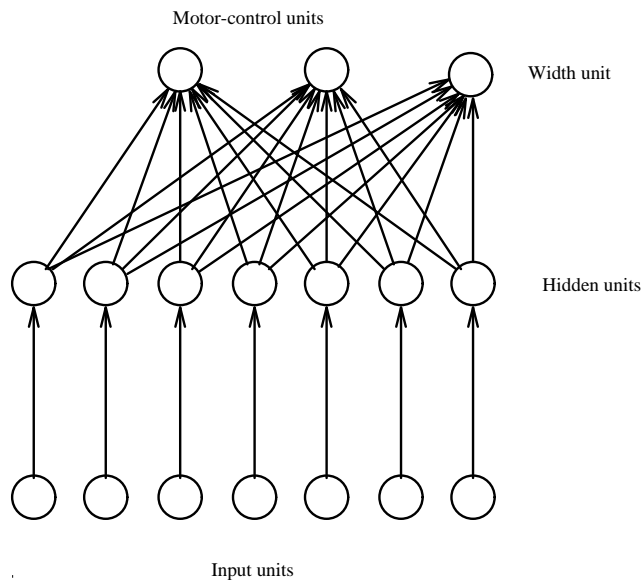 Motor-control units
Width unit
Hidden units
Input units